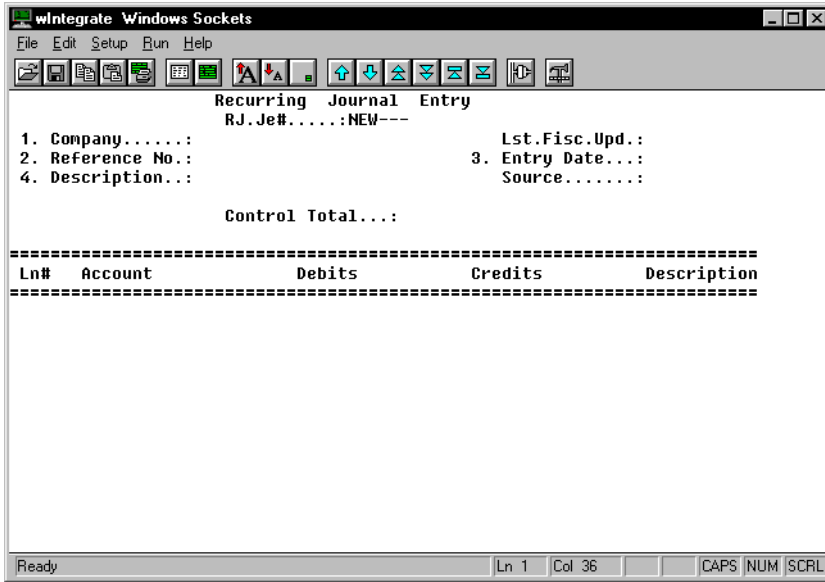 wIntegrate Windows Sockets
File Edit Setup Run Help
Recurring Journal Entry
RJ.Je#.....:NEW---
1. Company......: Lst.Fisc.Upd.:
2. Reference No.: 3. Entry Date...:
4. Description..: Source.......:
Control Total...:
=========================================================================
Ln# Account Debits Credits Description
=========================================================================
Ready Ln 1 Col 36 CAPS NUM SCRL